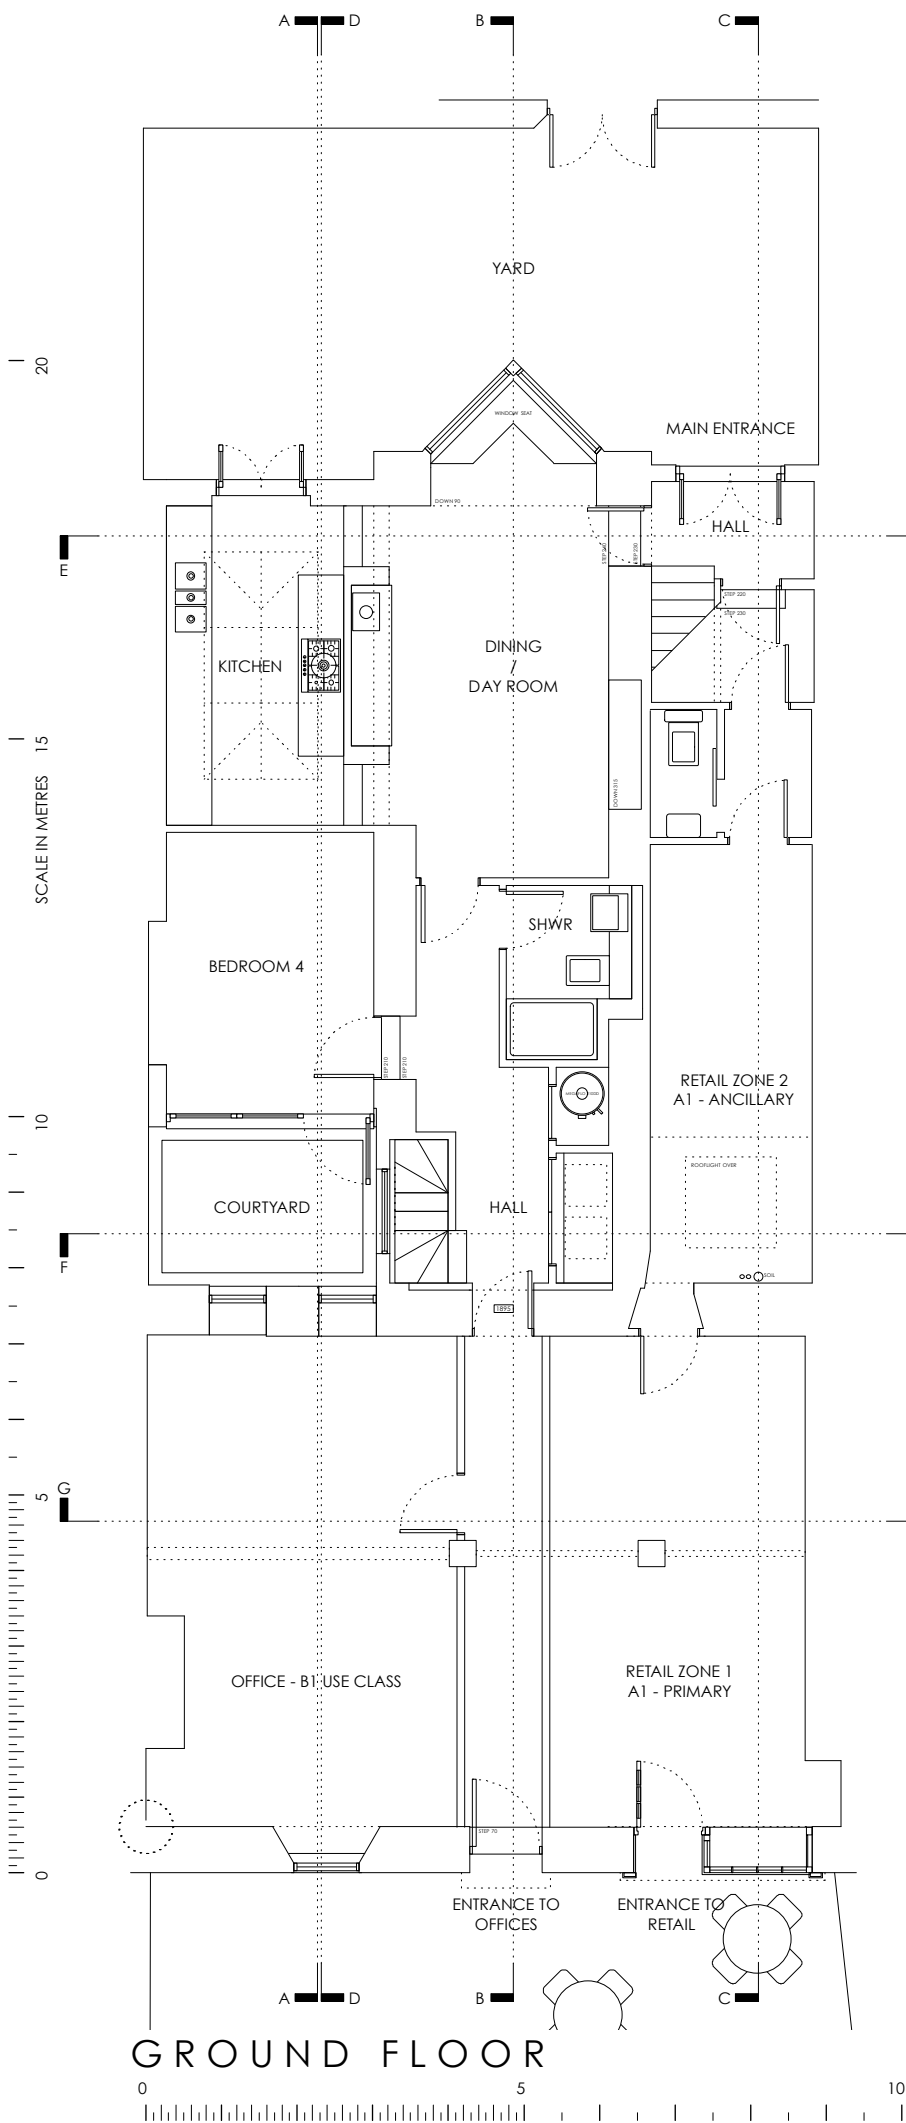 A D B C
YARD
20
WINDOW SEAT
MAIN ENTRANCE
DOWN 90
HALL
E
STEP 230
STEP 220
STEP 230
DINING
/
DAY ROOM
KITCHEN
15
SCALE IN METRES
DOWN 315
SHWR
BEDROOM 4
STEP 210
STEP 210
RETAIL ZONE 2
A1 - ANCILLARY
10
ROOFLIGHT OVER
COURTYARD
HALL
F
SOIL
1895
G
5
OFFICE - B1 USE CLASS
RETAIL ZONE 1
A1 - PRIMARY
STEP 70
0
ENTRANCE TO
OFFICES
ENTRANCE TO
RETAIL
A D B C
GROUND FLOOR
0 5 10